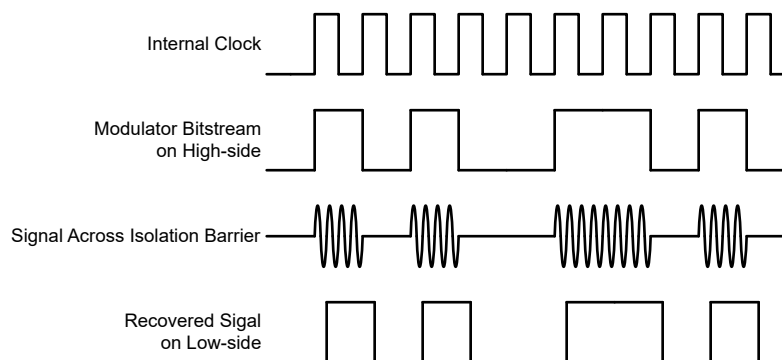 Internal Clock
Modulator Bitstream
on High-side
Signal Across Isolation Barrier
Recovered Sigal
on Low-side